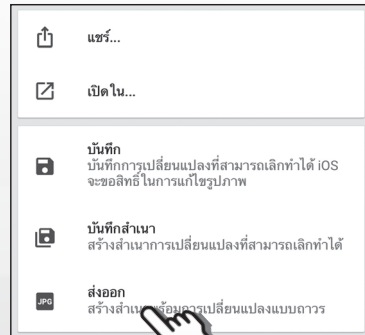 แชร์...
เปิดใน...
บันทึก
บันทึกการเปลี่ยนแปลงที่สามารถเลิกทำได้ iOS
จะขอสิทธิ์ในการแก้ไขรูปภาพ
บันทึกสำเนา
สร้างสำเนาการเปลี่ยนแปลงที่สามารถเลิกทำได้
JPG
ส่งออก
สร้างสำเนาพร้อมการเปลี่ยนแปลงแบบถาวร